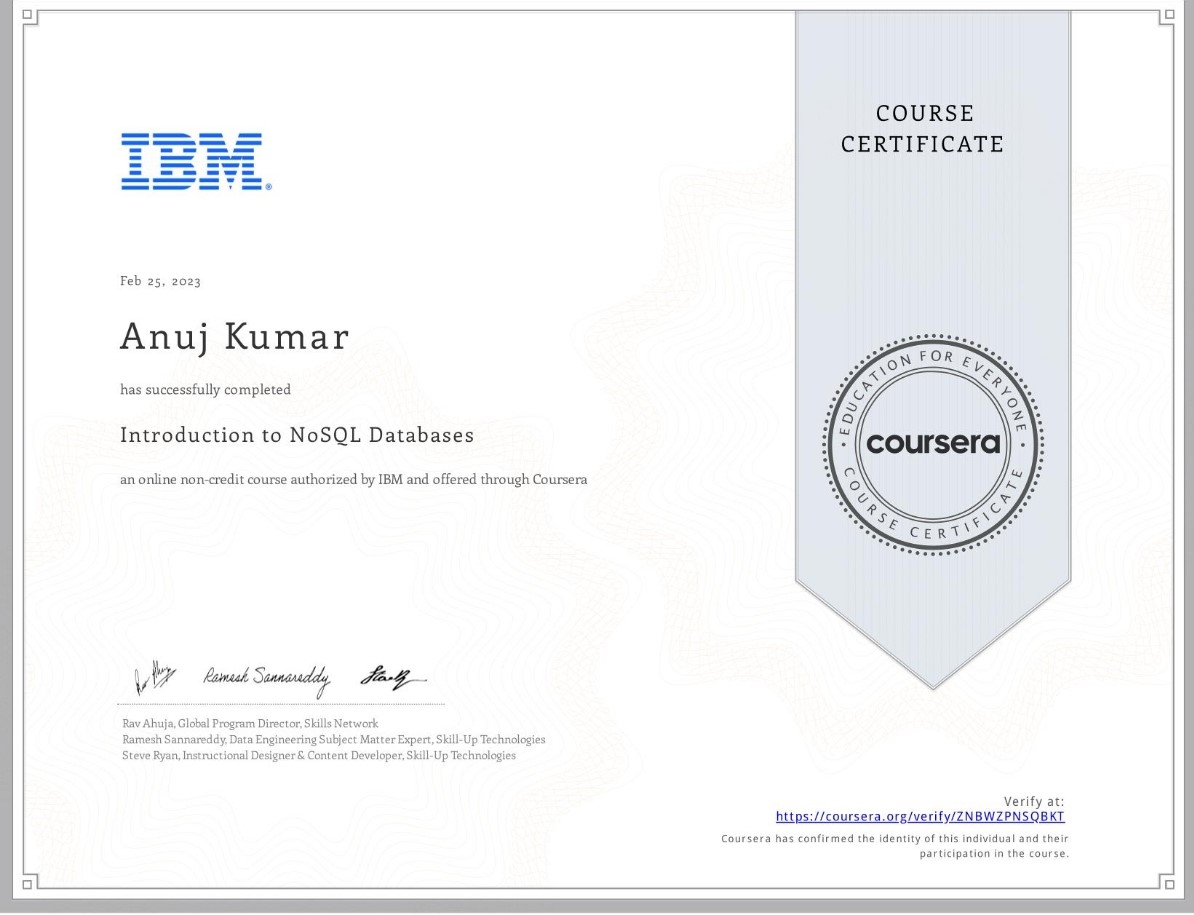 COURSE
CERTIFICATE
IBM®
Feb 25, 2023
Anuj Kumar
has successfully completed
Introduction to NoSQL Databases
an online non-credit course authorized by IBM and offered through Coursera
EDUCATION FOR EVERYONE
coursera
COURSE CERTIFICATE
Ramesh Sannareddy
Rav Ahuja, Global Program Director, Skills Network
Ramesh Sannareddy, Data Engineering Subject Matter Expert, Skill-Up Technologies
Steve Ryan, Instructional Designer & Content Developer, Skill-Up Technologies
Verify at:
https://coursera.org/verify/ZNBWZPNSQBKT
Coursera has confirmed the identity of this individual and their
participation in the course.